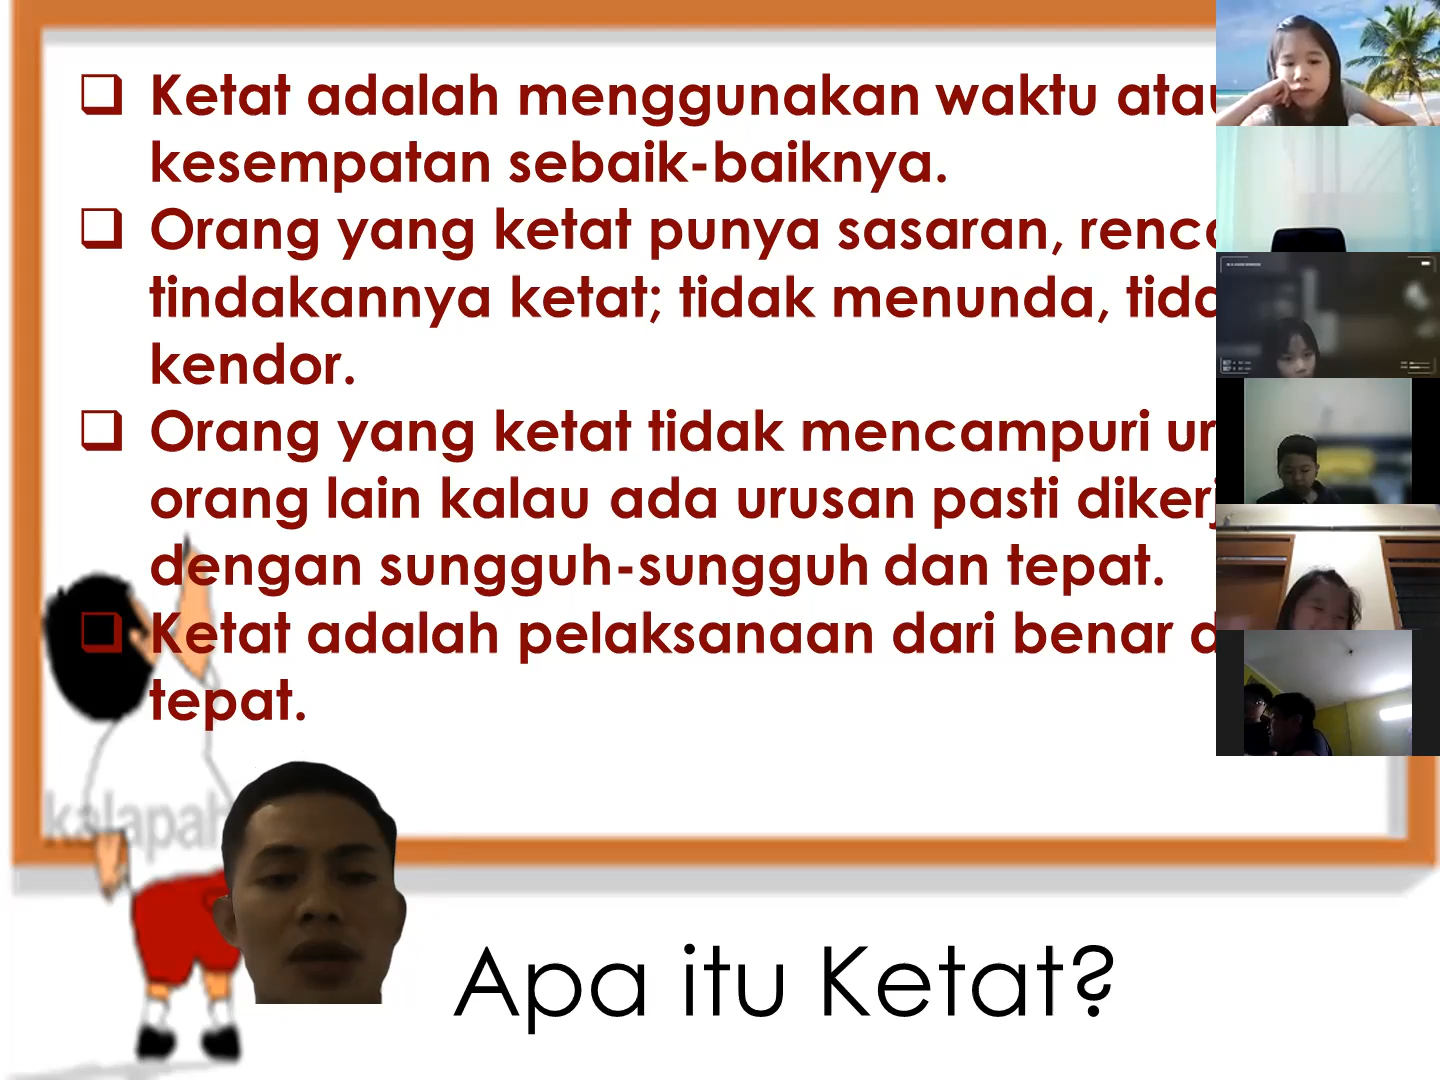 Ketat adalah menggunakan waktu atau
kesempatan sebaik-baiknya.
Orang yang ketat punya sasaran,
tindakannya ketat; tidak menunda,
kendor.
Orang yang ketat tidak mencampuri
orang lain kalau ada urusan pasti
dengan sungguh-sungguh dan tepat.
Ketat adalah pelaksanaan dari benar
tepat.
kalapah
Apa itu Ketat?